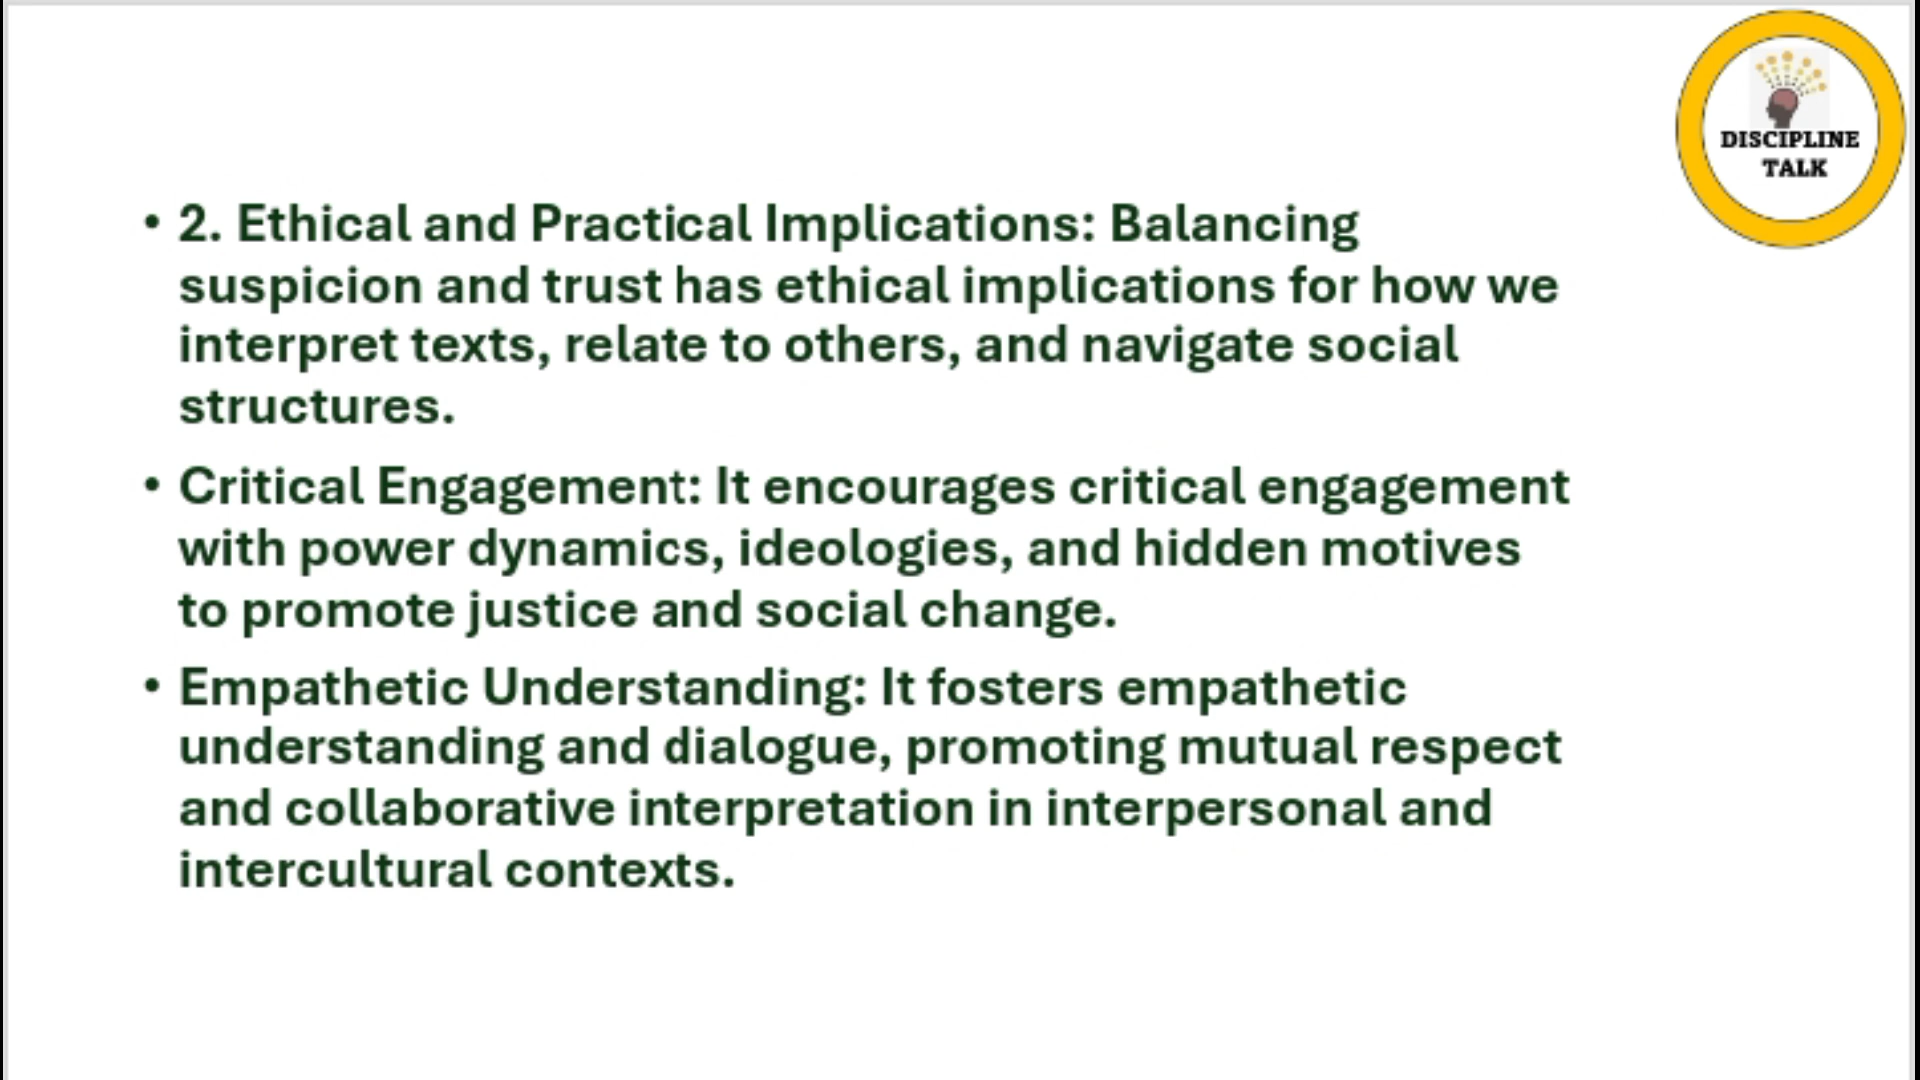 DISCIPLINE
TALK
• 2. Ethical and Practical Implications: Balancing
suspicion and trust has ethical implications for how we
interpret texts, relate to others, and navigate social
structures.
• Critical Engagement: It encourages critical engagement
with power dynamics, ideologies, and hidden motives
to promote justice and social change.
• Empathetic Understanding: It fosters empathetic
understanding and dialogue, promoting mutual respect
and collaborative interpretation in interpersonal and
intercultural contexts.